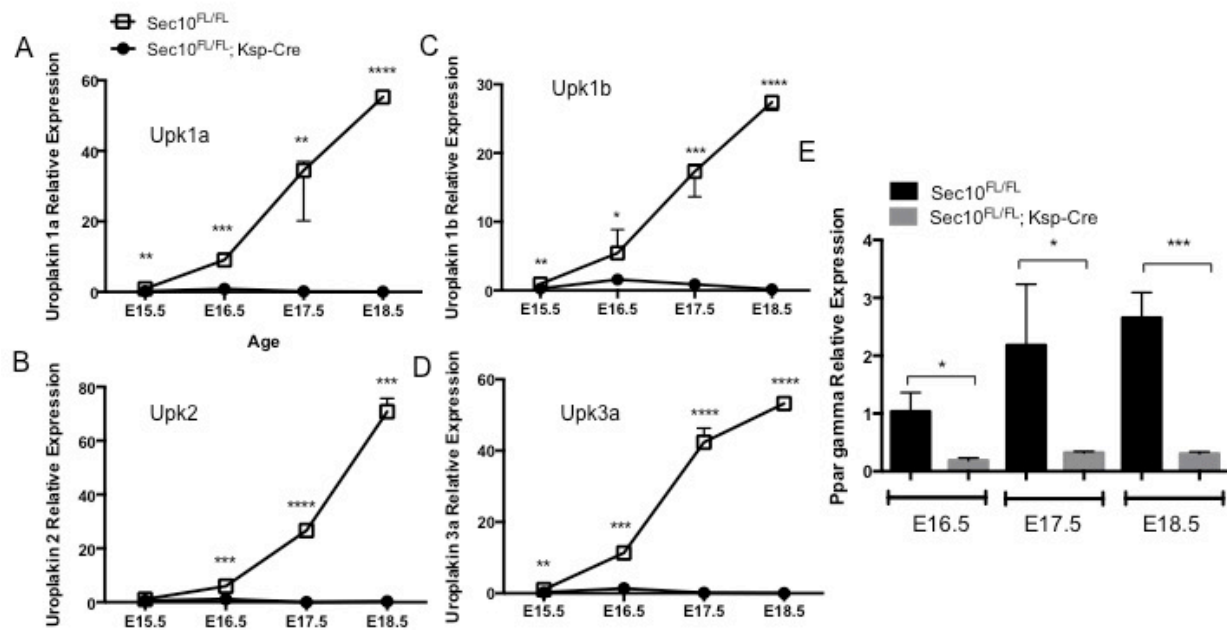 Sec10FL/FL
Sec10FL/FL; Ksp-Cre
A
Uroplakin 1a Relative Expression
60
40
20
0
Upk1a
**
***
**
****
E15.5 E16.5 E17.5 E18.5
Age
C
Uroplakin 1b Relative Expression
30
20
10
0
Upk1b
**
*
***
****
E15.5 E16.5 E17.5 E18.5
B
Uroplakin 2 Relative Expression
80
60
40
20
0
Upk2
***
****
***
E15.5 E16.5 E17.5 E18.5
D
Uroplakin 3a Relative Expression
60
40
20
0
Upk3a
**
***
****
****
E15.5 E16.5 E17.5 E18.5
E
Sec10FL/FL
Sec10FL/FL; Ksp-Cre
Ppar gamma Relative Expression
4
3
2
1
0
*
*
***
E16.5 E17.5 E18.5